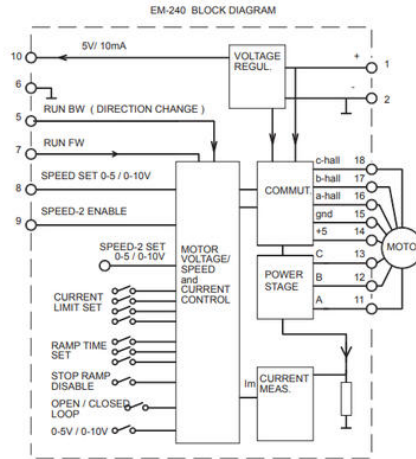 EM-240 BLOCK DIAGRAM
10
5V/ 10mA
VOLTAGE
REGUL.
+
-
1
6
-
2
5
RUN BW ( DIRECTION CHANGE )
7
RUN FW
8
SPEED SET 0-5 / 0-10V
9
SPEED-2 ENABLE
SPEED-2 SET
0-5 / 0-10V
MOTOR
VOLTAGE/
SPEED
and
CURRENT
CONTROL
COMMUT.
c-hall 18
b-hall 17
a-hall 16
gnd 15
+5 14
MOTO
POWER
STAGE
C 13
B 12
A 11
CURRENT
LIMIT SET
RAMP TIME
SET
STOP RAMP
DISABLE
OPEN / CLOSED
LOOP
0-5V / 0-10V
Im
CURRENT
MEAS.